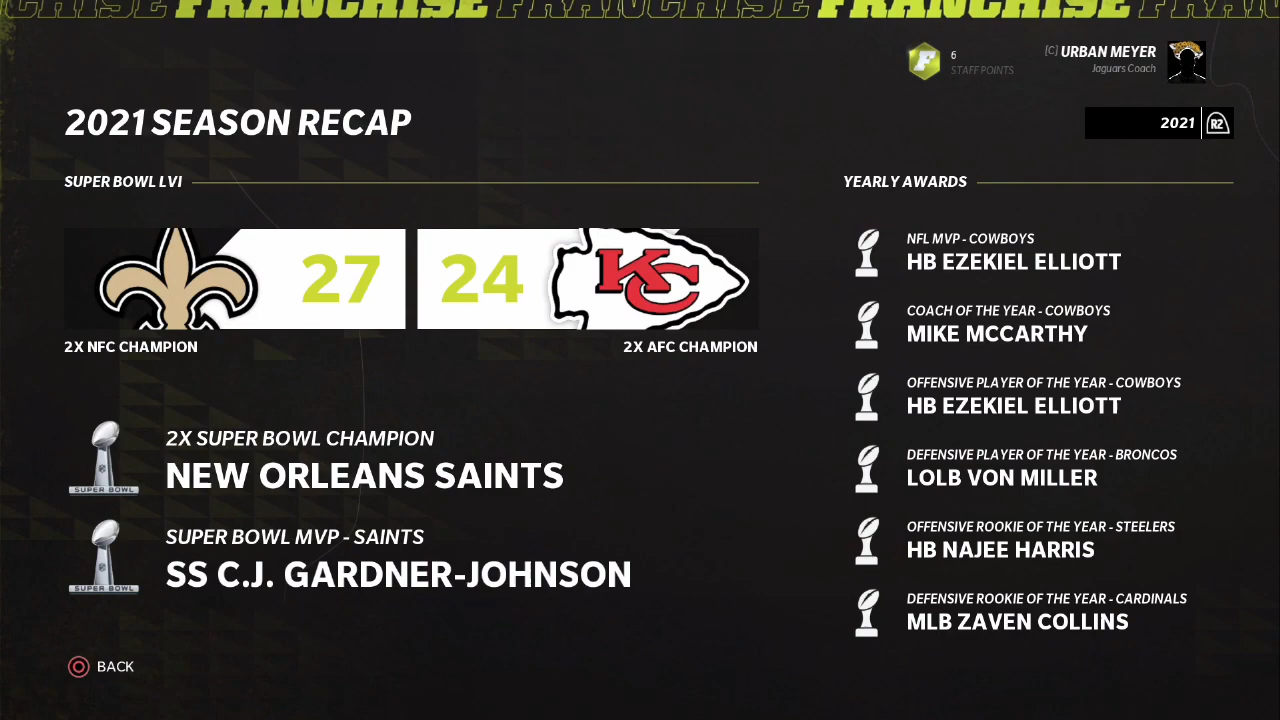 FRANCHISE FRANCHISE FRANCHISE
6
STAFF POINTS
[C] URBAN MEYER
Jaguars Coach
2021 SEASON RECAP
2021 R2
SUPER BOWL LVI
27 24 KC
2X NFC CHAMPION
2X AFC CHAMPION
2X SUPER BOWL CHAMPION
NEW ORLEANS SAINTS
SUPER BOWL
SUPER BOWL MVP - SAINTS
SS C.J. GARDNER-JOHNSON
SUPER BOWL
YEARLY AWARDS
NFL MVP - COWBOYS
HB EZEKIEL ELLIOTT
COACH OF THE YEAR - COWBOYS
MIKE MCCARTHY
OFFENSIVE PLAYER OF THE YEAR - COWBOYS
HB EZEKIEL ELLIOTT
DEFENSIVE PLAYER OF THE YEAR - BRONCOS
LOLB VON MILLER
OFFENSIVE ROOKIE OF THE YEAR - STEELERS
HB NAJEE HARRIS
DEFENSIVE ROOKIE OF THE YEAR - CARDINALS
MLB ZAVEN COLLINS
BACK